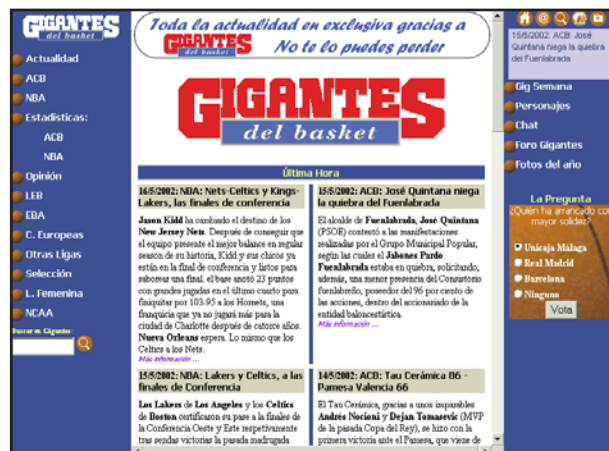 GIGANTES
del basket
Actualidad
ACB
NBA
Estadísticas:
ACB
NBA
Opinión
LEB
EBA
C. Europeas
Otras Ligas
Selección
L. Femenina
NCAA
Buscar en Gigantes:
Toda la actualidad en exclusiva gracias a
GIGANTES
del basket
No te lo puedes perder
GIGANTES
del basket
Última Hora
16/5/2002: NBA: Nets-Celtics y Kings-
Lakers, las finales de conferencia
Jason Kidd ha cambiado el destino de los
New Jersey Nets. Después de conseguir que
el equipo presente el mejor balance en regular
season de su historia, Kidd y sus chicos ya
están en la final de conferencia y listos para
saborear una final. el base anotó 23 puntos
con grandes jugadas en el último cuarto para
finiquitar por 103-95 a los Hornets, una
franquicia que ya no jugará más para la
ciudad de Charlotte después de catorce años.
Nueva Orleans espera. Lo mismo que los
Celtics a los Nets.
Más información ...
15/5/2002: ACB: José Quintana niega
la quiebra del Fuenlabrada
El alcalde de Fuenlabrada, José Quintana
(PSOE) contestó a las manifestaciones
realizadas por el Grupo Municipal Popular,
según las cuales el Jabones Pardo
Fuenlabrada estaba en quiebra, solicitando,
además, una menor presencia del Consistorio
fuenlabreño, poseedor del 96 por ciento de
las acciones, dentro del accionariado de la
entidad baloncestística.
Más información ...
15/5/2002: NBA: Lakers y Celtics, a las
finales de Conferencia
Los Lakers de Los Angeles y los Celtics
de Boston certificaron su pase a la finales de
la Conferencia Oeste y Este respetivamente
tras sendas victorias la pasada madrugada
14/5/2002: ACB: Tau Cerámica 86 -
Pamesa Valencia 66
El Tau Cerámica, gracias a unos imparables
Andrés Nocioni y Dejan Tomasevic (MVP
de la pasada Copa del Rey), se hizo con la
primera victoria ante el Pamesa, que viene de
15/5/2002: ACB: José
Quintana niega la quiebra
del Fuenlabrada
Gig Semana
Personajes
Chat
Foro Gigantes
Fotos del año
La Pregunta
¿Quién ha arrancado con
mayor solidez?
Unicaja Málaga
Real Madrid
Barcelona
Ninguno
Vota